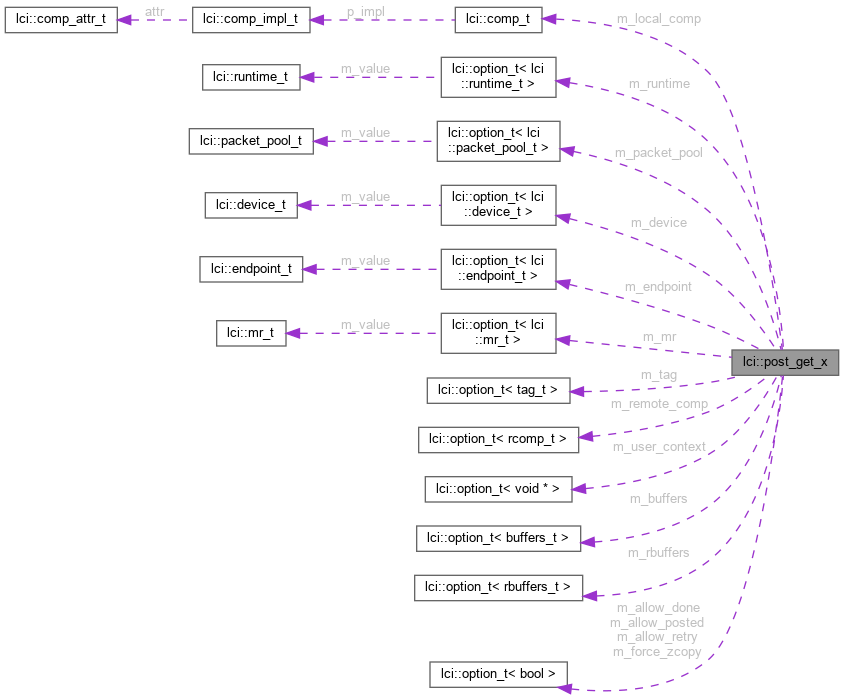 lci::comp_attr_t
attr
lci::comp_impl_t
p_impl
lci::comp_t
m_local_comp
lci::runtime_t
m_value
lci::option_t< lci
::runtime_t >
m_runtime
lci::packet_pool_t
m_value
lci::option_t< lci
::packet_pool_t >
m_packet_pool
lci::device_t
m_value
lci::option_t< lci
::device_t >
m_device
lci::endpoint_t
m_value
lci::option_t< lci
::endpoint_t >
m_endpoint
lci::mr_t
m_value
lci::option_t< lci
::mr_t >
m_mr
lci::post_get_x
lci::option_t< tag_t >
m_tag
lci::option_t< rcomp_t >
m_remote_comp
lci::option_t< void * >
m_user_context
lci::option_t< buffers_t >
m_buffers
lci::option_t< rbuffers_t >
m_rbuffers
m_allow_done
m_allow_posted
m_allow_retry
m_force_zcopy
lci::option_t< bool >